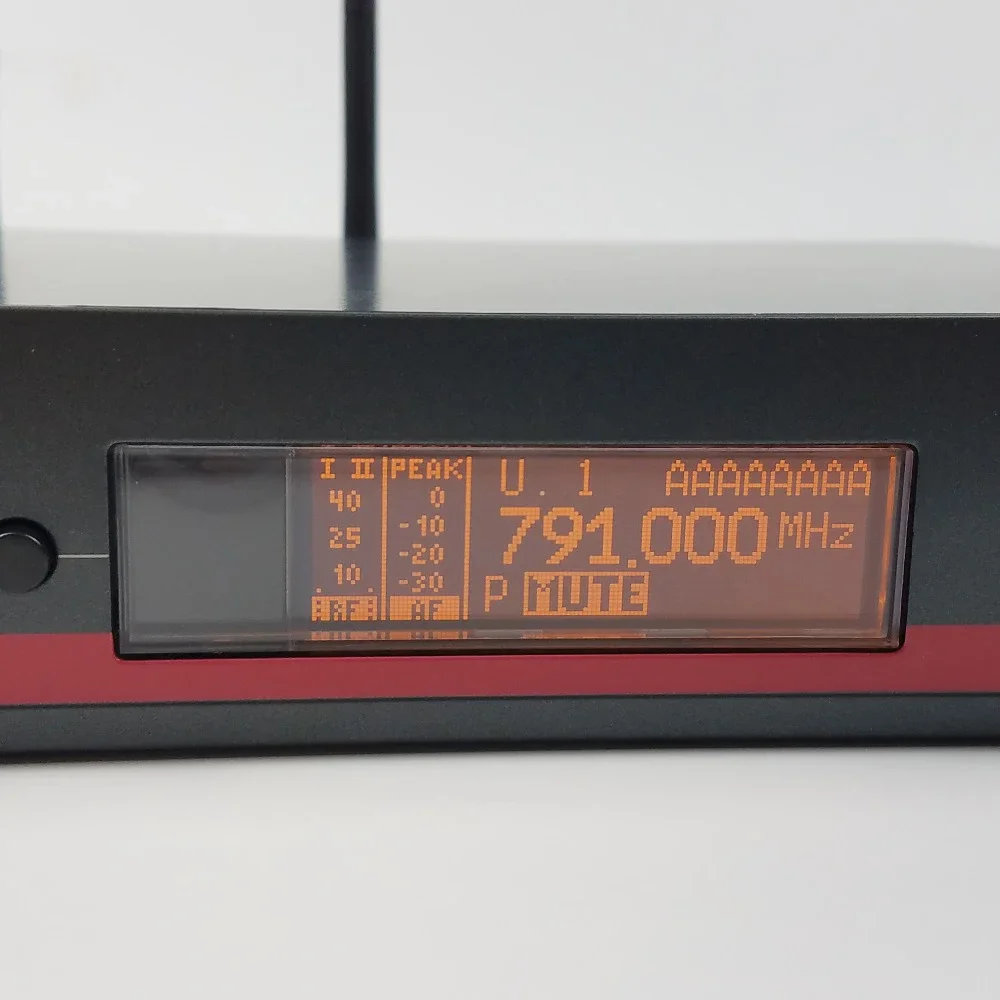 I II PEAK
40 0
25 -10
-20
10 -30
RF AF
U. 1 AAAAAAAA
791.000 MHz
P MUTE